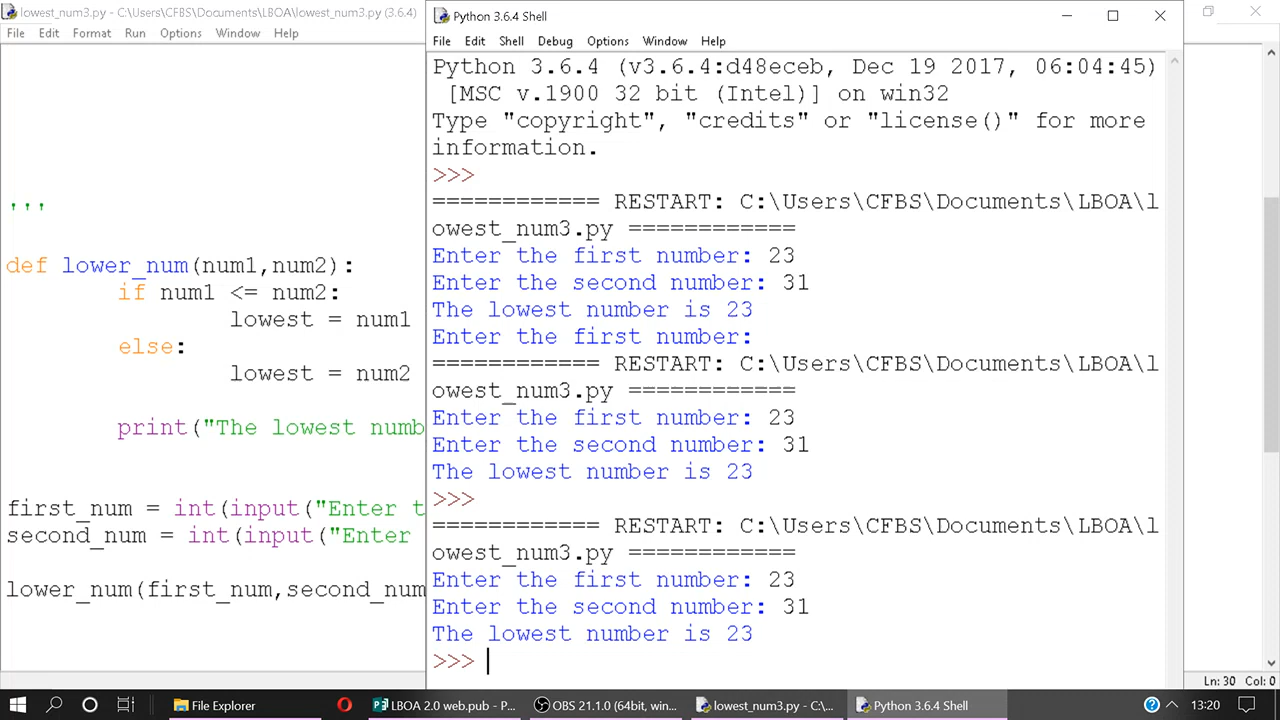 lowest_num3.py - C:\Users\CFBS\Documents\LBOA\lowest_num3.py (3.6.4)
File Edit Format Run Options Window Help
'''
def lower_num(num1,num2):
if num1 <= num2:
lowest = num1
else:
lowest = num2
print("The lowest numb
first_num = int(input("Enter t
second_num = int(input("Enter
lower_num(first_num,second_num
Python 3.6.4 Shell
File Edit Shell Debug Options Window Help
Python 3.6.4 (v3.6.4:d48eceb, Dec 19 2017, 06:04:45)
[MSC v.1900 32 bit (Intel)] on win32
Type "copyright", "credits" or "license()" for more
information.
>>>
============ RESTART: C:\Users\CFBS\Documents\LBOA\l
owest_num3.py ============
Enter the first number: 23
Enter the second number: 31
The lowest number is 23
Enter the first number:
============ RESTART: C:\Users\CFBS\Documents\LBOA\l
owest_num3.py ============
Enter the first number: 23
Enter the second number: 31
The lowest number is 23
>>>
============ RESTART: C:\Users\CFBS\Documents\LBOA\l
owest_num3.py ============
Enter the first number: 23
Enter the second number: 31
The lowest number is 23
>>>
Ln: 30 Col: 0
File Explorer LBOA 2.0 web.pub - P... OBS 21.1.0 (64bit, win... lowest_num3.py - C:\... Python 3.6.4 Shell 13:20